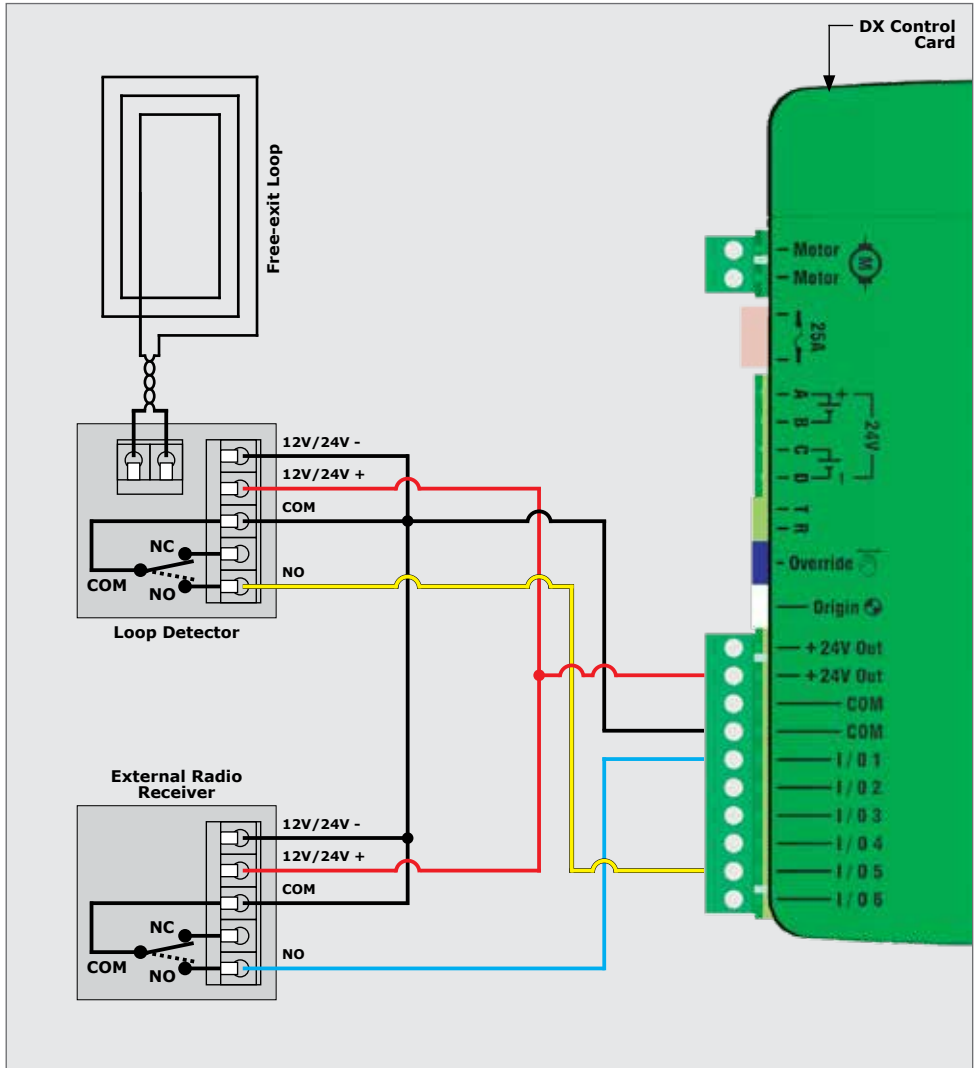 DX Control
Card
Free-exit Loop
Motor
Motor
M
25A
A +
B
24V
C
D -
T
R
Override
Origin
+24V Out
+24V Out
COM
COM
I/O 1
I/O 2
I/O 3
I/O 4
I/O 5
I/O 6
12V/24V -
12V/24V +
COM
NC
NO
COM
NO
Loop Detector
External Radio
Receiver
12V/24V -
12V/24V +
COM
NC
NO
COM
NO